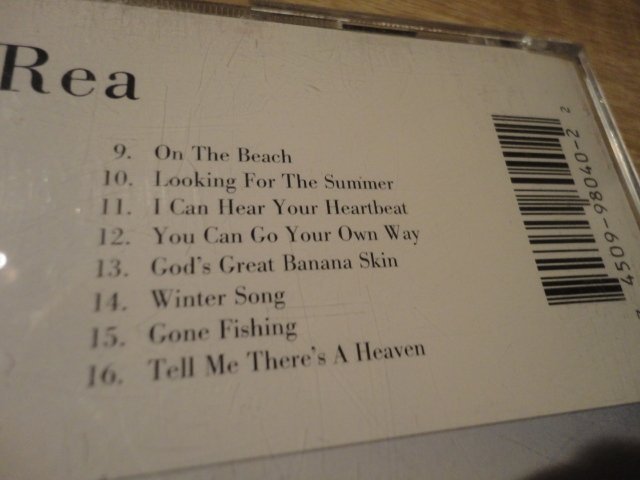 Rea
9. On The Beach
10. Looking For The Summer
11. I Can Hear Your Heartbeat
12. You Can Go Your Own Way
13. God's Great Banana Skin
14. Winter Song
15. Gone Fishing
16. Tell Me There's A Heaven
4509-98040-2
2